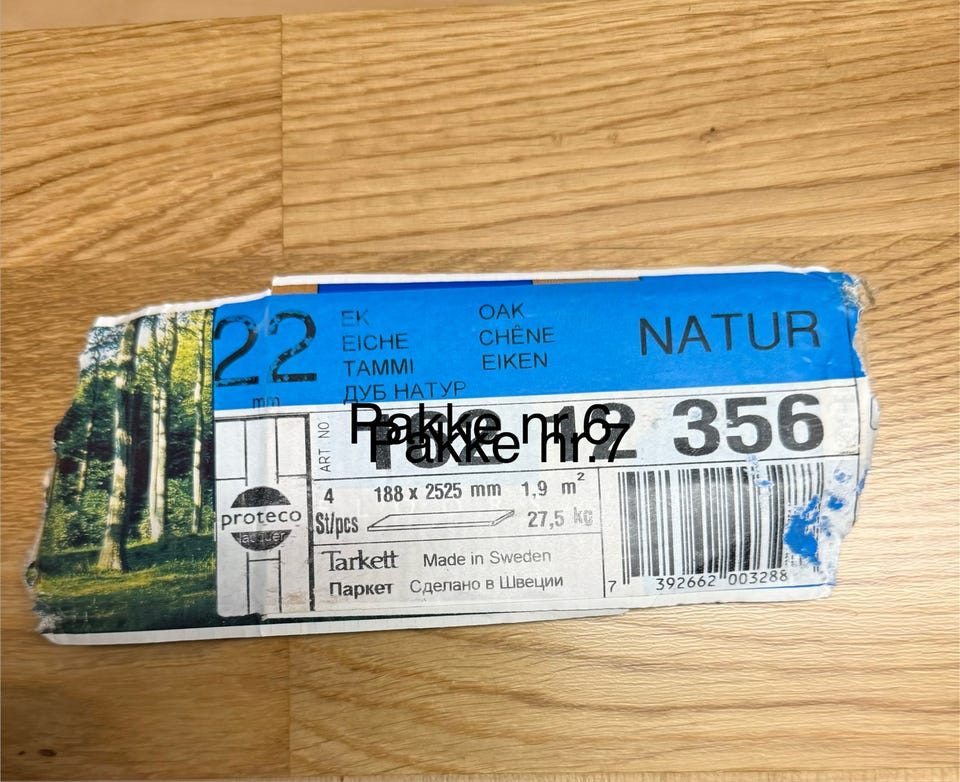 22
mm
EK
EICHE
TAMMI
ДУБ НАТУР
OAK
CHÊNE
EIKEN
NATUR
Pakke nr.6
Pakke nr.7
ART NO
12 356
4 188 x 2525 mm 1,9 m²
St/pcs 27,5 kg
proteco
lacquer
Tarkett Made in Sweden
Паркет Сделано в Швеции
7 392662 003288